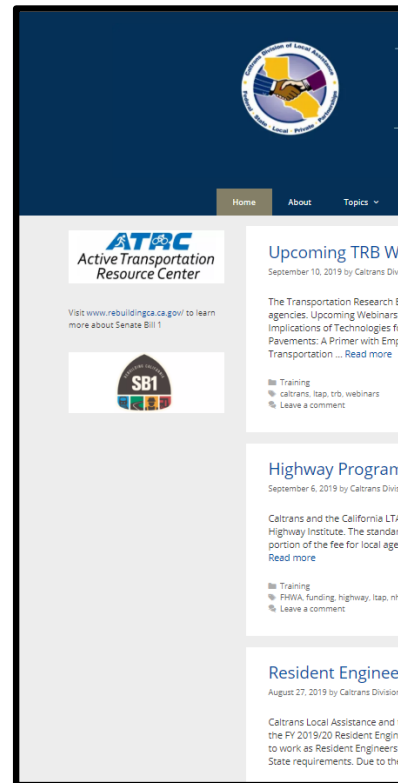 Caltrans Division of Local Assistance
Federal - State - Local - Private Partnerships
Home About Topics
ATRC
Active Transportation
Resource Center
Visit www.rebuildingca.ca.gov/ to learn
more about Senate Bill 1
REBUILDING CALIFORNIA
SB1
Upcoming TRB W
September 10, 2019 by Caltrans Div
The Transportation Research
agencies. Upcoming Webinars
Implications of Technologies fo
Pavements: A Primer with Emp
Transportation ... Read more
Training
caltrans, ltap, trb, webinars
Leave a comment
Highway Program
September 6, 2019 by Caltrans Divis
Caltrans and the California LTA
Highway Institute. The standar
portion of the fee for local age
Read more
Training
FHWA, funding, highway, ltap, nh
Leave a comment
Resident Enginee
August 27, 2019 by Caltrans Division
Caltrans Local Assistance and
the FY 2019/20 Resident Engin
to work as Resident Engineers
State requirements. Due to the